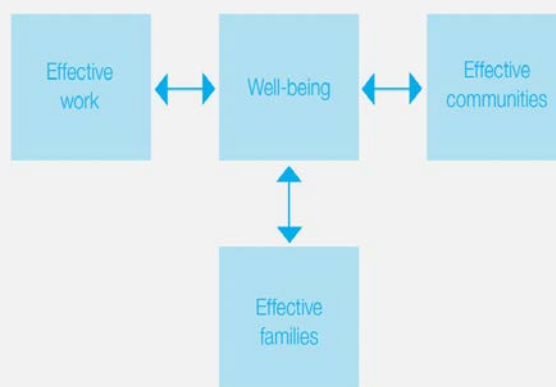 Effective
work
Well-being
Effective
communities
Effective
families